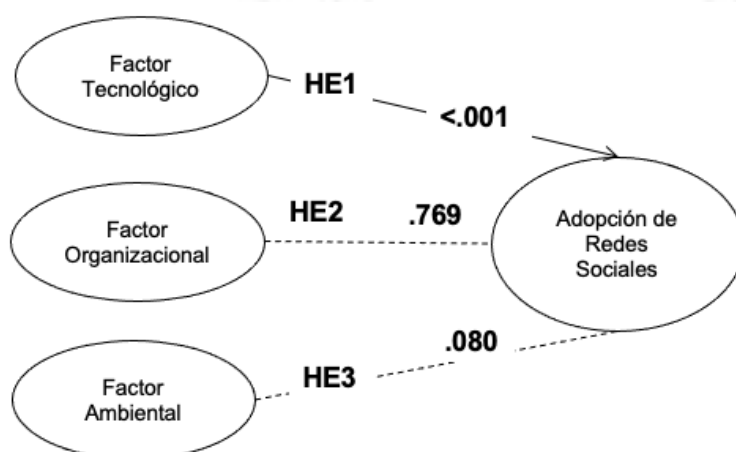 Factor
Tecnológico
HE1
<.001
Factor
Organizacional
HE2
.769
Adopción de
Redes
Sociales
Factor
Ambiental
HE3
.080